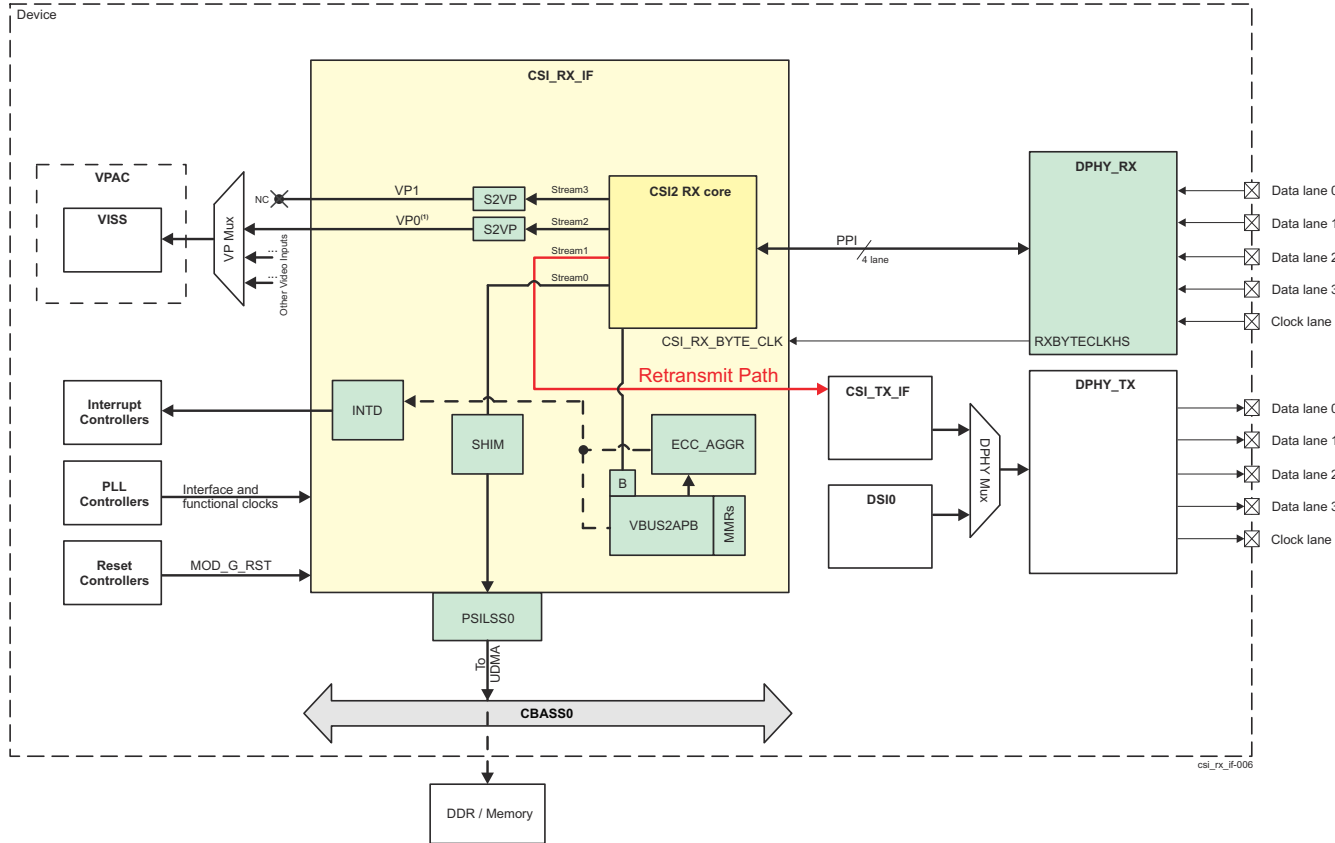 Device
CSI_RX_IF
VPAC
VISS
VP Mux
NC
VP1
S2VP
Stream3
VP0(1)
S2VP
Stream2
Stream1
Stream0
...
...
Other Video Inputs
CSI2 RX core
PPI
4 lane
DPHY_RX
RXBYTECLKHS
CSI_RX_BYTE_CLK
Data lane 0
Data lane 1
Data lane 2
Data lane 3
Clock lane
Retransmit Path
CSI_TX_IF
DSI0
DPHY Mux
DPHY_TX
Data lane 0
Data lane 1
Data lane 2
Data lane 3
Clock lane
Interrupt
Controllers
INTD
SHIM
ECC_AGGR
B
VBUS2APB
MMRs
PLL
Controllers
Interface and
functional clocks
Reset
Controllers
MOD_G_RST
PSILSS0
To
UDMA
CBASS0
csi_rx_if-006
DDR / Memory